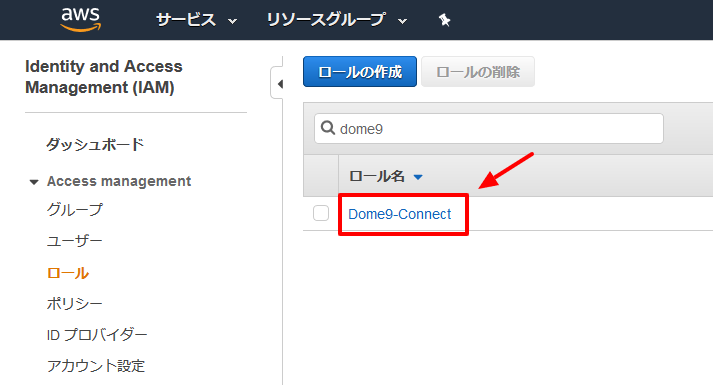 aws サービス リソースグループ
Identity and Access
Management (IAM)
ダッシュボード
Access management
グループ
ユーザー
ロール
ポリシー
ID プロバイダー
アカウント設定
ロールの作成 ロールの削除
dome9
ロール名
Dome9-Connect